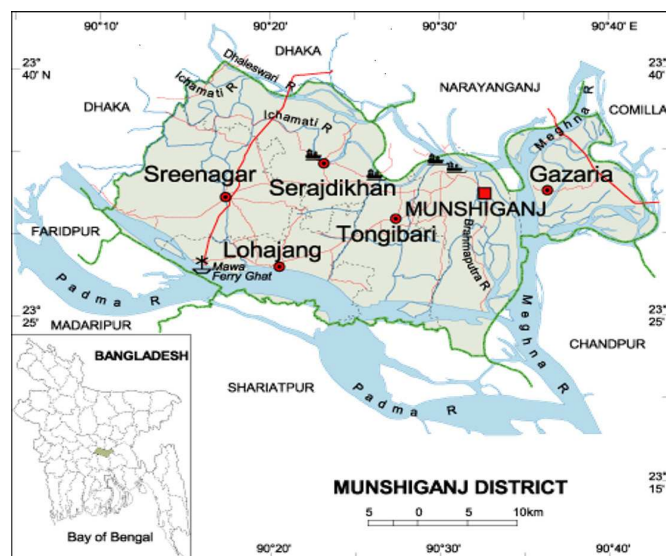 90°10'
90°20'
90°30'
90°40' E
23°
40' N
23°
40'
DHAKA
Dhaleswari R
Ichamati R
NARAYANGANJ
DHAKA
COMILLA
Meghna R
Ichamati R
Sreenagar
Serajdikhan
Gazaria
MUNSHIGANJ
Tongibari
FARIDPUR
Lohajang
Brahmaputra R
Mawa
Ferry Ghat
Padma R
23°
25'
23°
25'
MADARIPUR
Meghna R
CHANDPUR
BANGLADESH
SHARIATPUR
Padma R
23°
15'
MUNSHIGANJ DISTRICT
5 0 5 10km
Bay of Bengal
90°20'
90°30'
90°40'